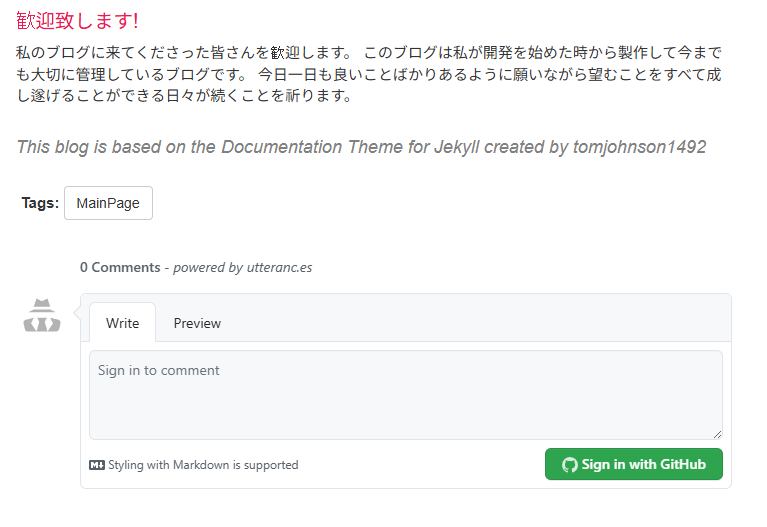 歓迎致します!
私のブログに来てくださった皆さんを歓迎します。 このブログは私が開発を始めた時から製作して今まで
も大切に管理しているブログです。 今日一日も良いことばかりあるように願いながら望むことをすべて成
し遂げることができる日々が続くことを祈ります。
This blog is based on the Documentation Theme for Jekyll created by tomjohnson1492
Tags: MainPage
0 Comments - powered by utteranc.es
Write Preview
Sign in to comment
Styling with Markdown is supported
Sign in with GitHub